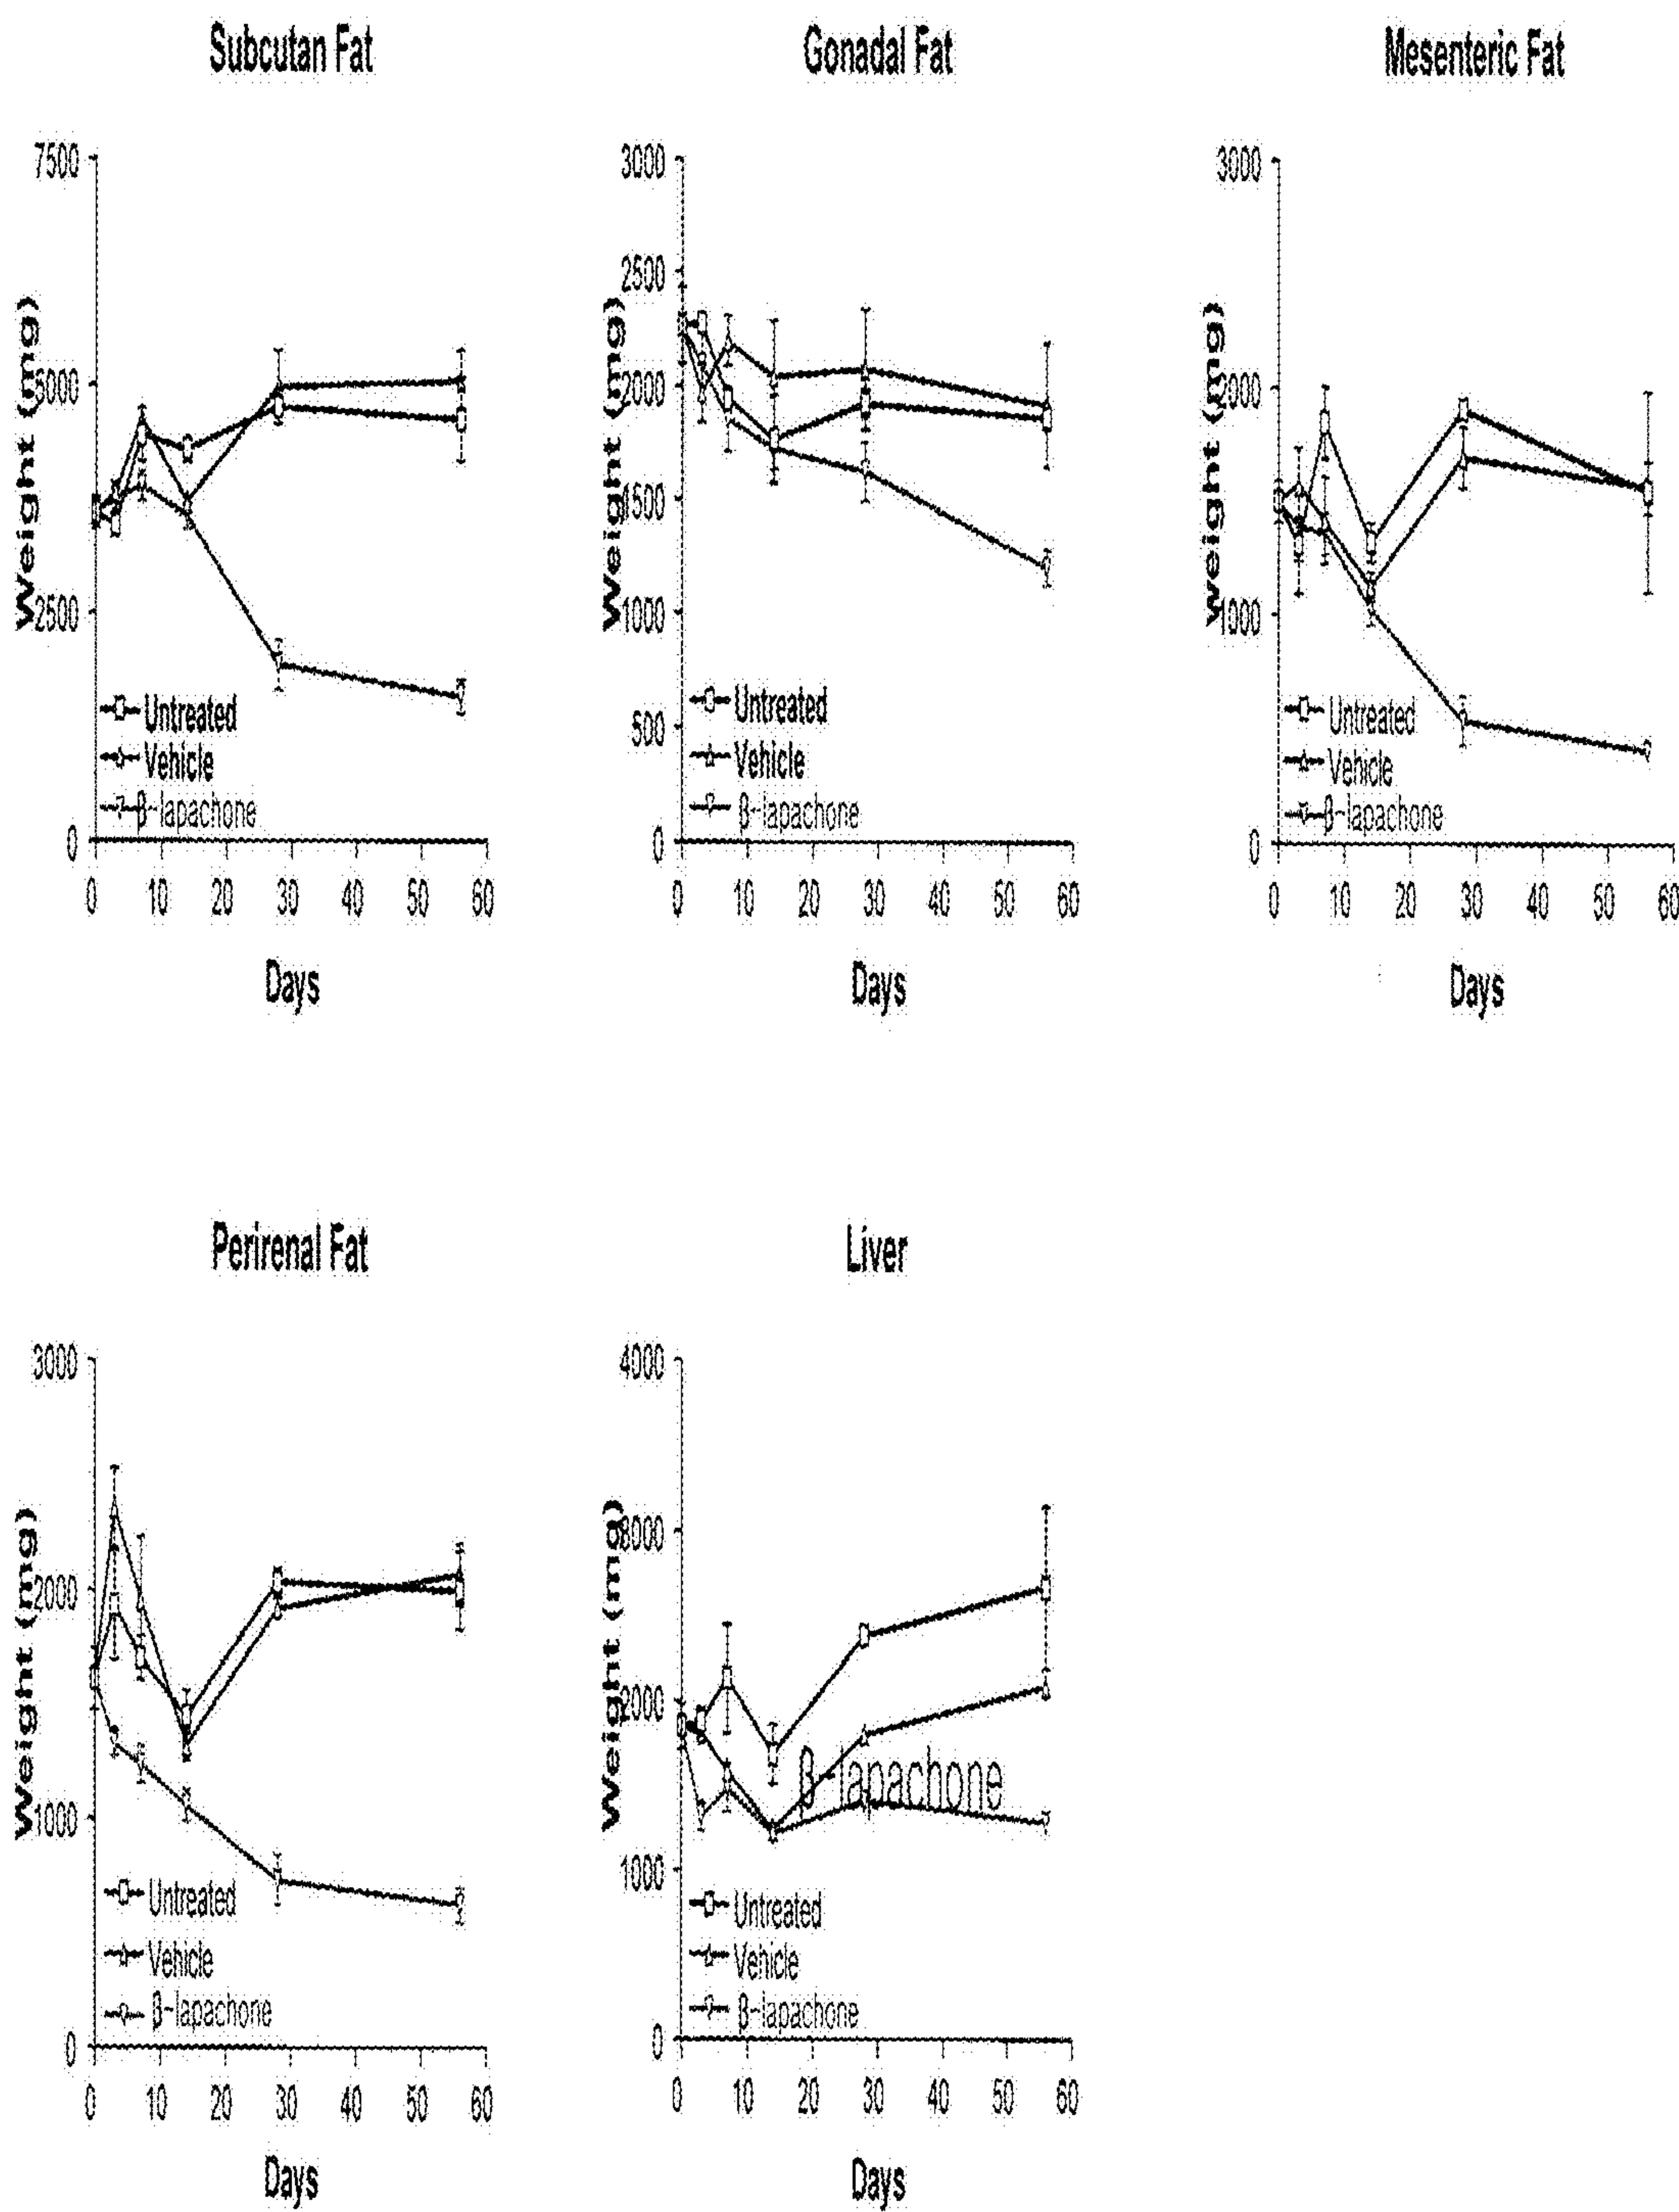 Subcutan Fat
Gonadal Fat
Mesenteric Fat
Weight (mg)
7500
5000
2500
0
Untreated
Vehicle
β-lapachone
0 10 20 30 40 50 60
Days
Weight (mg)
3000
2500
2000
1500
1000
500
0
Untreated
Vehicle
β-lapachone
0 10 20 30 40 50 60
Days
weight (mg)
3000
2000
1000
0
Untreated
Vehicle
β-lapachone
0 10 20 30 40 50 60
Days
Perirenal Fat
Liver
Weight (mg)
3000
2000
1000
0
Untreated
Vehicle
β-lapachone
0 10 20 30 40 50 60
Days
Weight (mg)
4000
3000
2000
1000
0
β-lapachone
Untreated
Vehicle
β-lapachone
0 10 20 30 40 50 60
Days